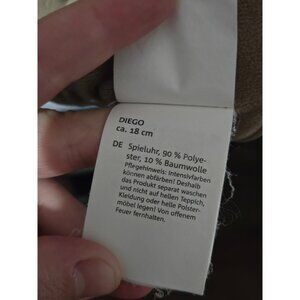 DIEGO
ca. 18 cm
DE Spieluhr, 90 % Polye-
ster, 10 % Baumwolle
Pflegehinweis: Intensivfarben
können abfärben! Deshalb
das Produkt separat waschen
und nicht auf hellen Teppich,
Kleidung oder helle Polster-
möbel legen! Von offenem
Feuer fernhalten.